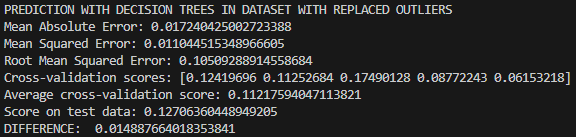 PREDICTION WITH DECISION TREES IN DATASET WITH REPLACED OUTLIERS
Mean Absolute Error: 0.017240425002723388
Mean Squared Error: 0.011044515348966605
Root Mean Squared Error: 0.10509288914558684
Cross-validation scores: [0.12419696 0.11252684 0.17490128 0.08772243 0.06153218]
Average cross-validation score: 0.11217594047113821
Score on test data: 0.12706360448949205
DIFFERENCE:  0.014887664018353841